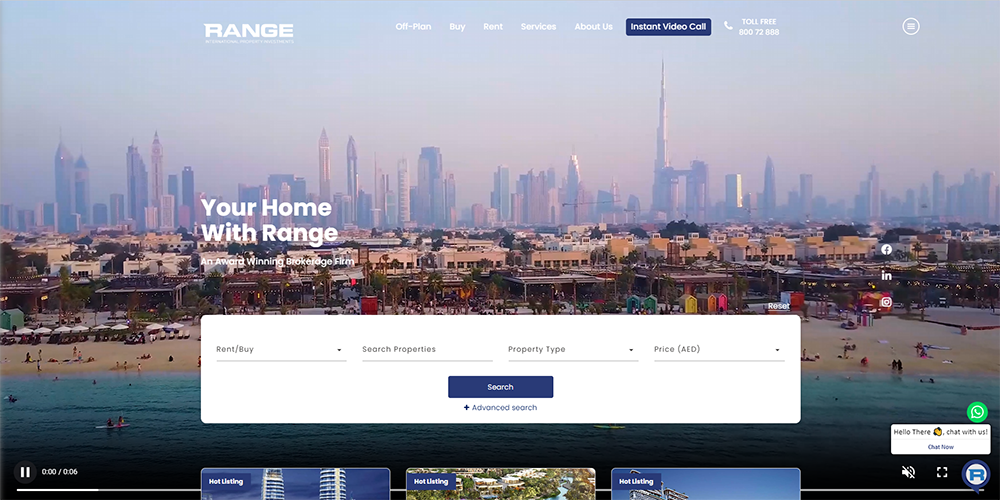 RANGE
INTERNATIONAL PROPERTY INVESTMENTS
Off-Plan
Buy
Rent
Services
About Us
Instant Video Call
TOLL FREE
800 72 888
Your Home
With Range
An Award Winning Brokerage Firm
Reset
Rent/Buy
Search Properties
Property Type
Price (AED)
Search
+ Advanced search
Hello There 👋, chat with us!
Chat Now
0:00 / 0:06
Hot Listing
Hot Listing
Hot Listing